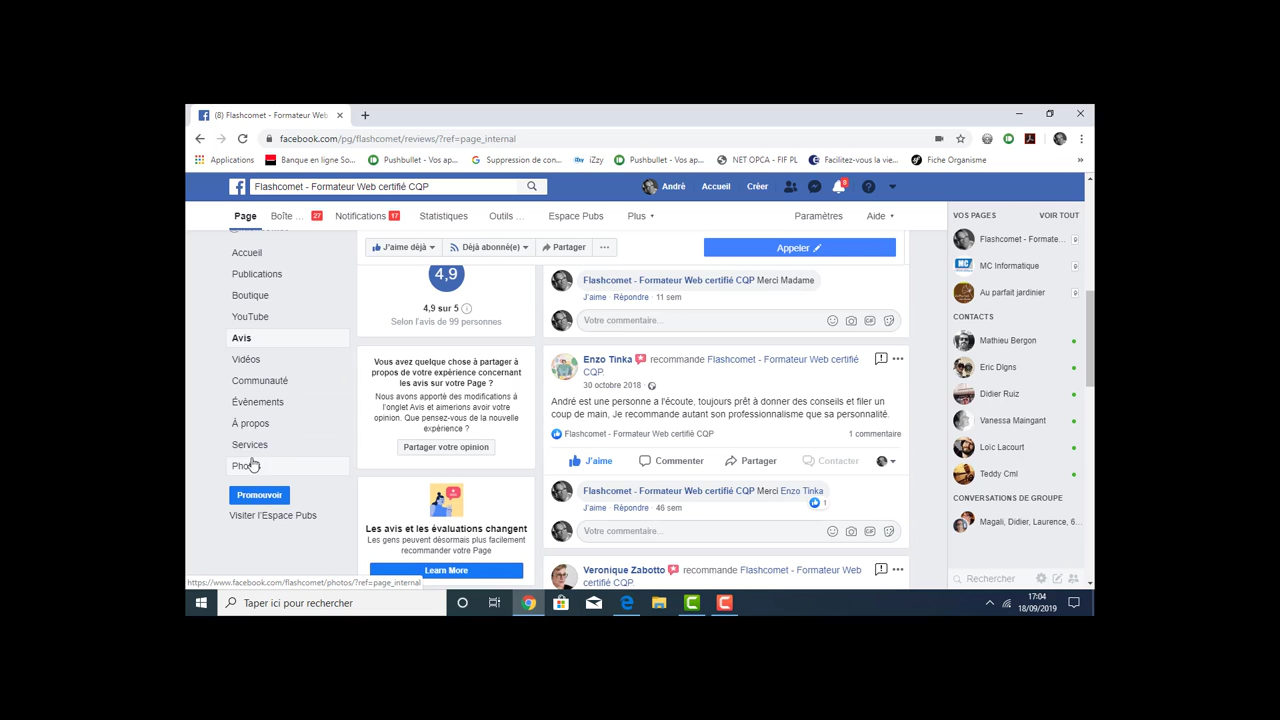 (8) Flashcomet - Formateur Web
facebook.com/pg/flashcomet/reviews/?ref=page_internal
Applications
Banque en ligne So...
Pushbullet - Vos ap...
Suppression de con...
iZzy
Pushbullet - Vos ap...
NET OPCA - FIF PL
Facilitez-vous la vie...
Fiche Organisme
»
Flashcomet - Formateur Web certifié CQP
André
Accueil
Créer
8
Page
Boîte ... 27
Notifications 17
Statistiques
Outils ...
Espace Pubs
Plus
Paramètres
Aide
J'aime déjà
Déjà abonné(e)
Partager
...
Appeler
Accueil
Publications
Boutique
YouTube
Avis
Vidéos
Communauté
Évènements
À propos
Services
Promouvoir
Visiter l'Espace Pubs
https://www.facebook.com/flashcomet/photos/?ref=page_internal
4,9
4,9 sur 5
Selon l'avis de 99 personnes
Vous avez quelque chose à partager à
propos de votre expérience concernant
les avis sur votre Page ?
Nous avons apporté des modifications à
l'onglet Avis et aimerions avoir votre
opinion. Que pensez-vous de la nouvelle
expérience ?
Partager votre opinion
Les avis et les évaluations changent
Les gens peuvent désormais plus facilement
recommander votre Page
Learn More
Flashcomet - Formateur Web certifié CQP Merci Madame
J'aime · Répondre · 11 sem
Votre commentaire...
GIF
Enzo Tinka recommande Flashcomet - Formateur Web certifié
CQP.
30 octobre 2018
André est une personne a l'écoute, toujours prêt à donner des conseils et filer un
coup de main, Je recommande autant son professionnalisme que sa personnalité.
Flashcomet - Formateur Web certifié CQP
1 commentaire
J'aime
Commenter
Partager
Contacter
Flashcomet - Formateur Web certifié CQP Merci Enzo Tinka
1
J'aime · Répondre · 46 sem
Votre commentaire...
GIF
Veronique Zabotto recommande Flashcomet - Formateur Web
certifié CQP.
VOS PAGES
VOIR TOUT
Flashcomet - Formate...
MC Informatique
Au parfait jardinier
CONTACTS
Mathieu Bergon
Eric Digns
Didier Ruiz
Vanessa Maingant
Loïc Lacourt
Teddy Cml
CONVERSATIONS DE GROUPE
Magali, Didier, Laurence, 6...
Rechercher
Taper ici pour rechercher
17:04
18/09/2019